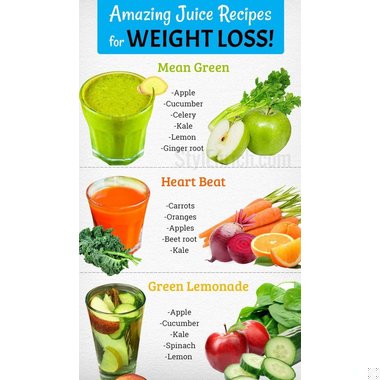 Amazing Juice Recipes
for WEIGHT LOSS!
Mean Green
-Apple
-Cucumber
-Celery
-Kale
-Lemon
-Ginger root
Heart Beat
-Carrots
-Oranges
-Apples
-Beet root
-Kale
Green Lemonade
-Apple
-Cucumber
-Kale
-Spinach
-Lemon